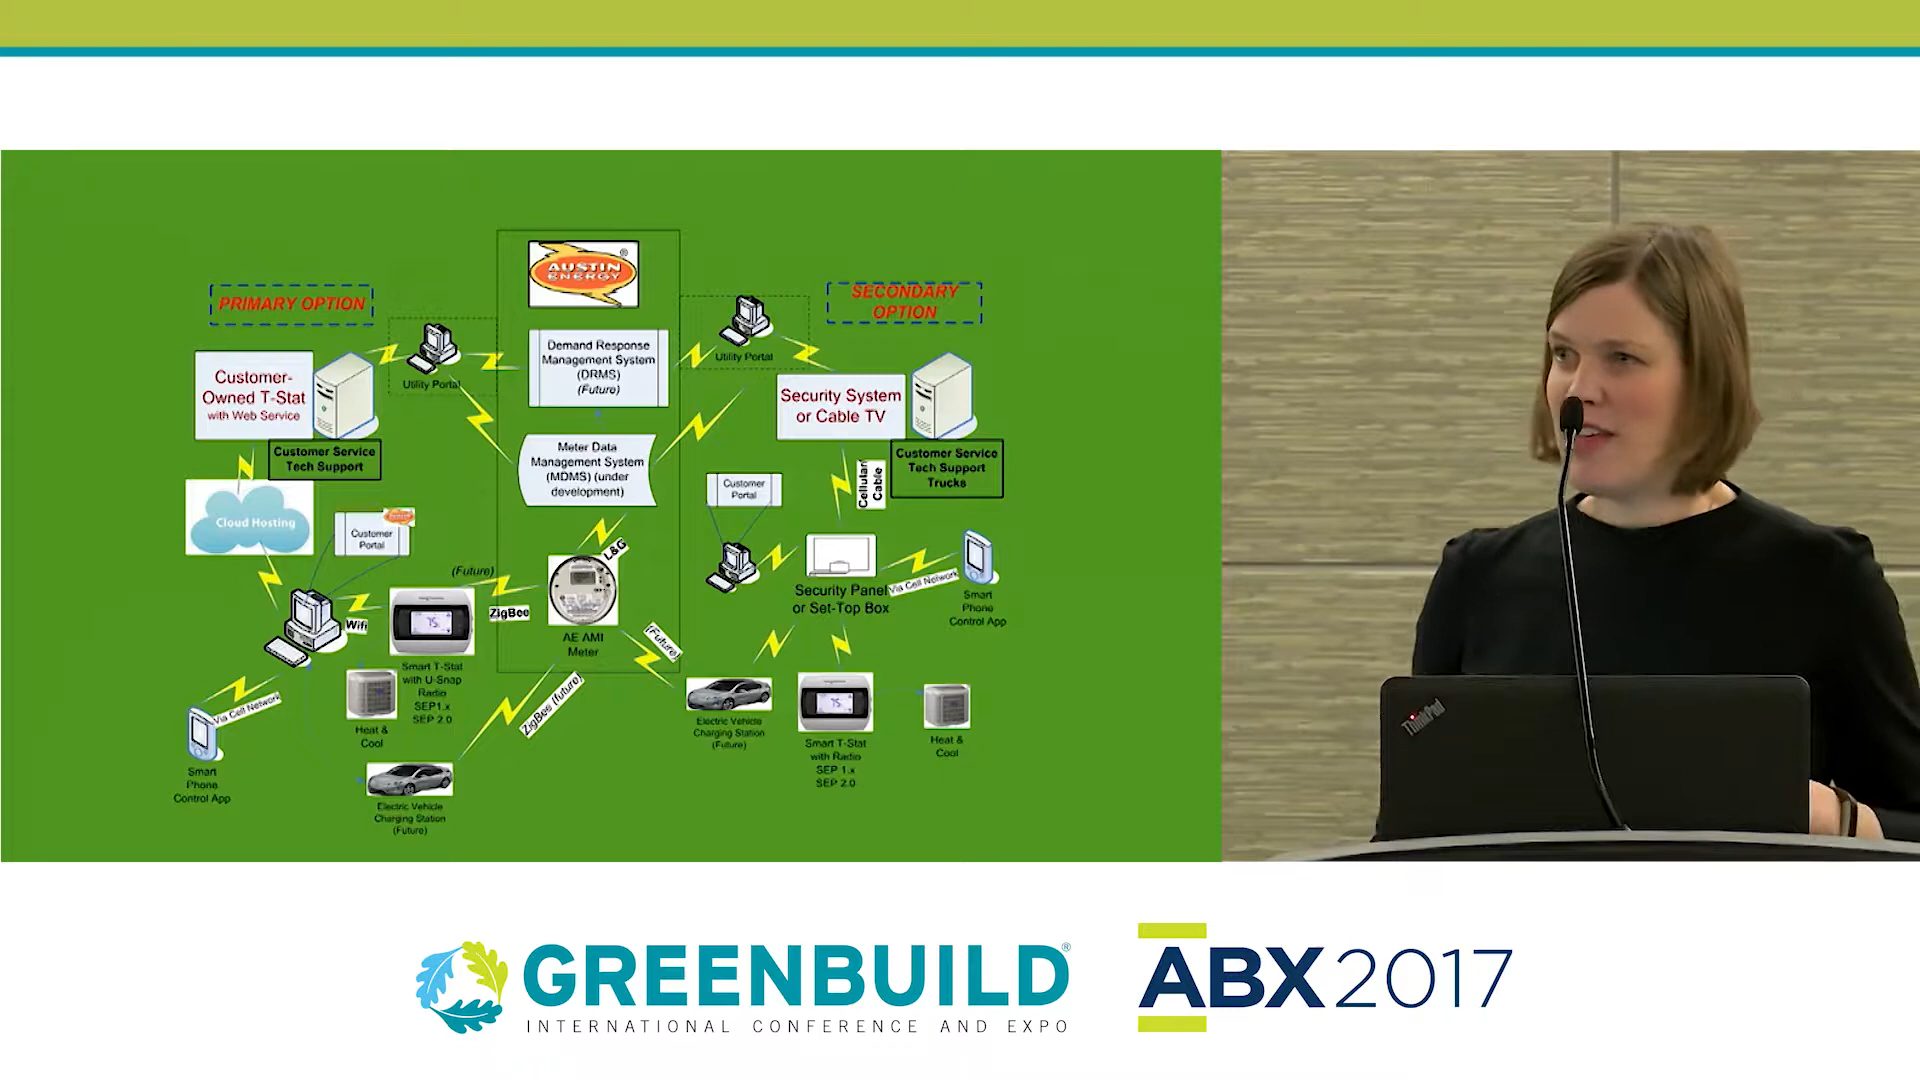 AUSTIN
ENERGY
®
PRIMARY OPTION
SECONDARY
OPTION
Utility Portal
Utility Portal
Demand Response
Management System
(DRMS)
(Future)
Customer-
Owned T-Stat
with Web Service
Customer Service
Tech Support
Security System
or Cable TV
Customer Service
Tech Support
Trucks
Meter Data
Management System
(MDMS) (under
development)
Cellular
Cable
Customer
Portal
Cloud Hosting
Customer
Portal
L&G
(Future)
ZigBee
Wifi
75
AE AMI
Meter
(Future)
Security Panel
or Set-Top Box
Via Cell Network
Smart
Phone
Control App
Smart T-Stat
with U-Snap
Radio
SEP1.x
SEP 2.0
Heat &
Cool
Via Cell Network
Smart
Phone
Control App
ZigBee (future)
Electric Vehicle
Charging Station
(Future)
Electric Vehicle
Charging Station
(Future)
75
Smart T-Stat
with Radio
SEP 1.x
SEP 2.0
Heat &
Cool
ThinkPad
GREENBUILD®
INTERNATIONAL CONFERENCE AND EXPO
ABX2017